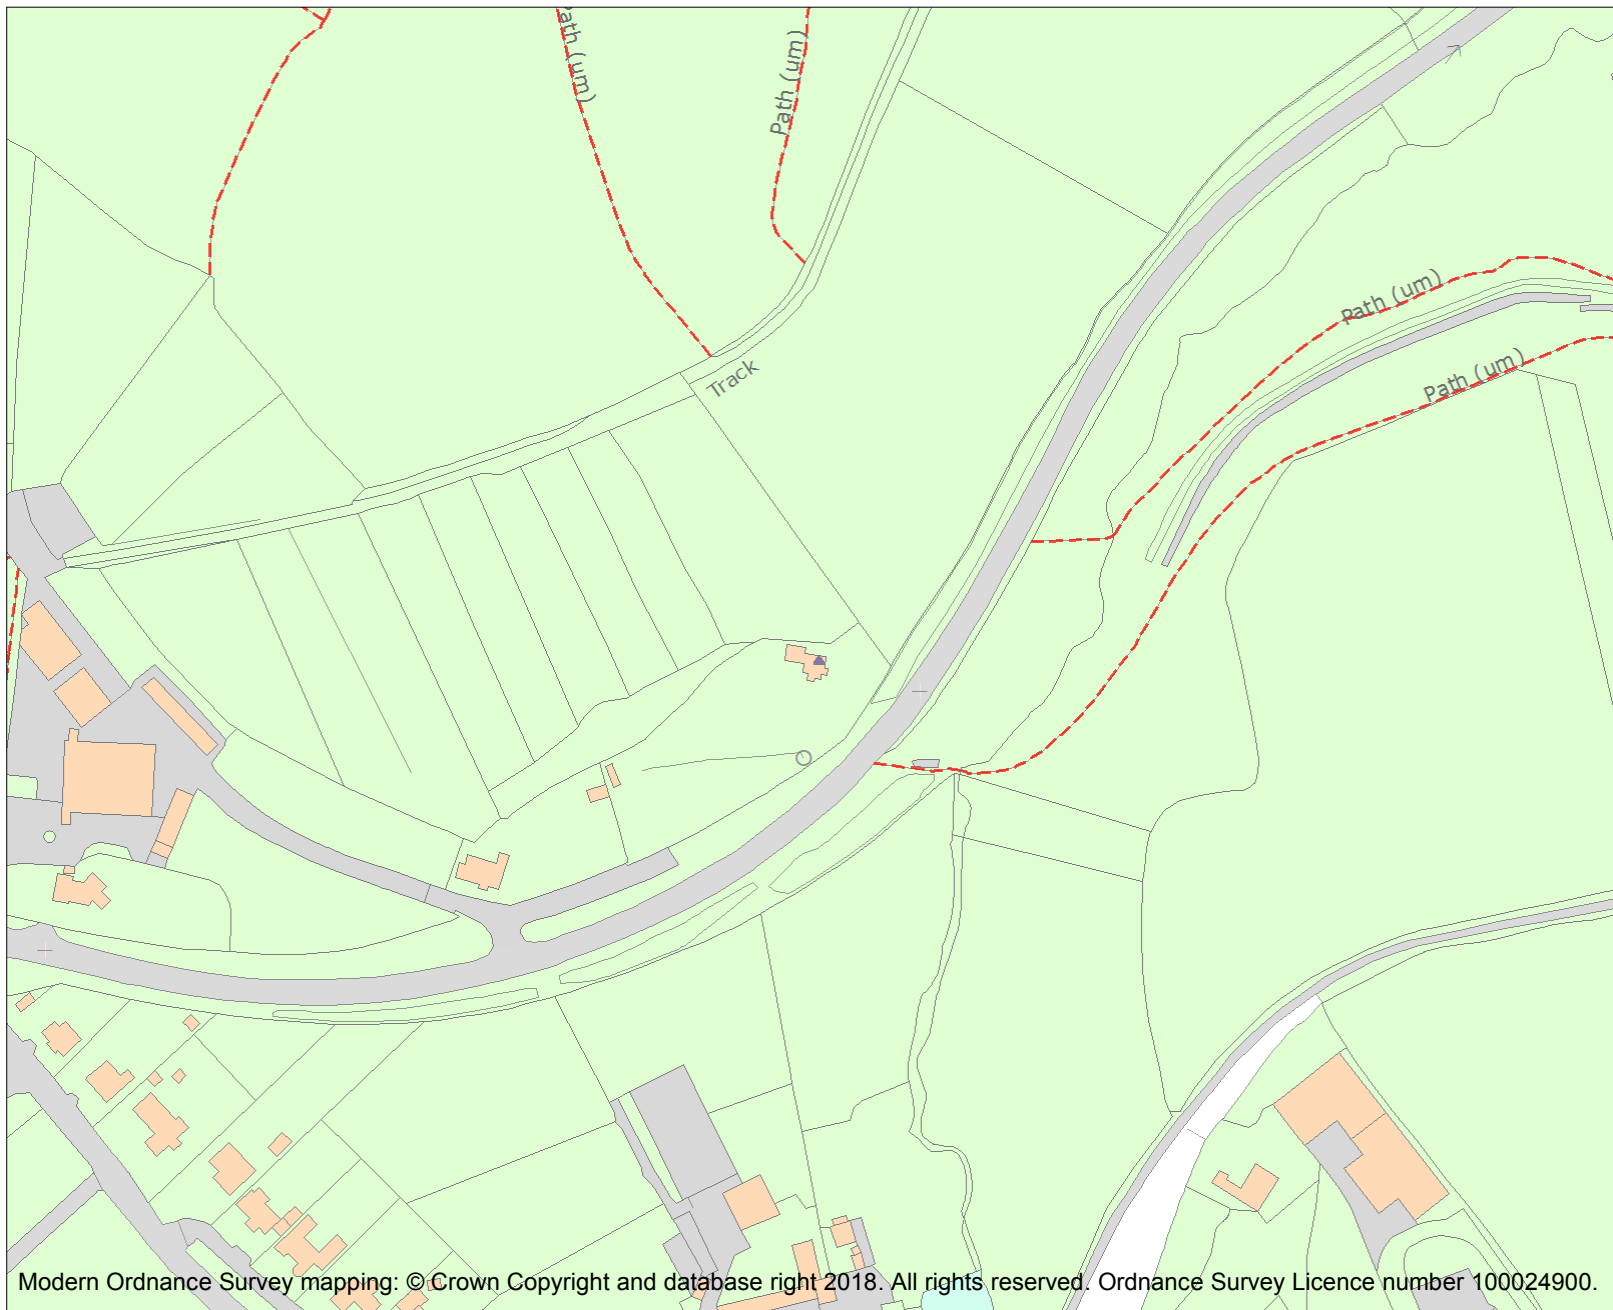 Path (um)
Path (um)
Path (um)
Track
Path (um)
Modern Ordnance Survey mapping: © Crown Copyright and database right 2018. All rights reserved. Ordnance Survey Licence number 100024900.